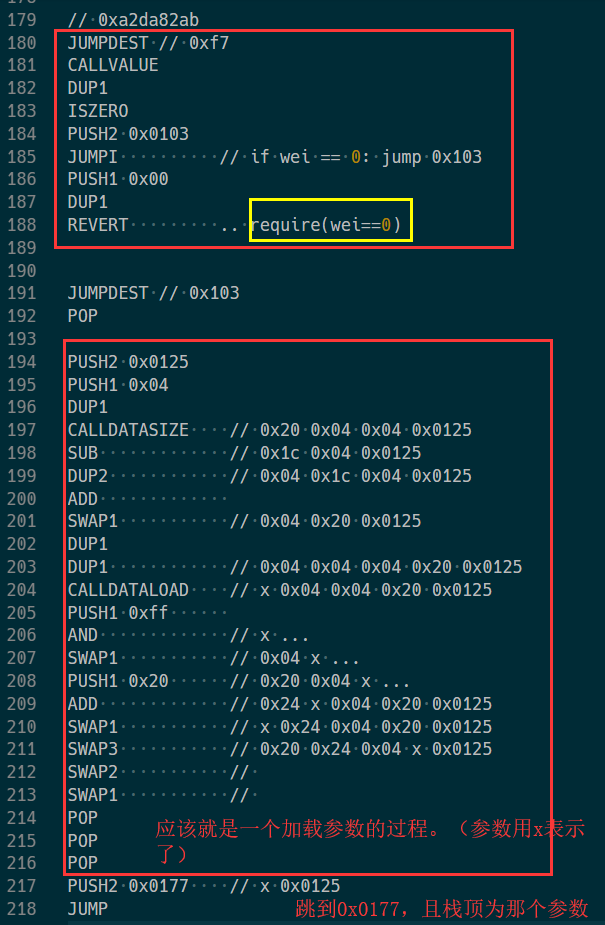 179 // 0xa2da82ab
180 JUMPDEST // 0xf7
181 CALLVALUE
182 DUP1
183 ISZERO
184 PUSH2 0x0103
185 JUMPI ·········· // if wei == 0: jump 0x103
186 PUSH1 0x00
187 DUP1
188 REVERT ········· ..require(wei==0)
189
190
191 JUMPDEST // 0x103
192 POP
193
194 PUSH2 0x0125
195 PUSH1 0x04
196 DUP1
197 CALLDATASIZE ···· // 0x20 0x04 0x04 0x0125
198 SUB ············· // 0x1c 0x04 0x0125
199 DUP2 ············ // 0x04 0x1c 0x04 0x0125
200 ADD ·············
201 SWAP1 ··········· // 0x04 0x20 0x0125
202 DUP1
203 DUP1 ············ // 0x04 0x04 0x04 0x20 0x0125
204 CALLDATALOAD ···· // x 0x04 0x04 0x20 0x0125
205 PUSH1 0xff ······
206 AND ············· // x ...
207 SWAP1 ··········· // 0x04 x ...
208 PUSH1 0x20 ······ // 0x20 0x04 x ...
209 ADD ············· // 0x24 x 0x04 0x20 0x0125
210 SWAP1 ··········· // x 0x24 0x04 0x20 0x0125
211 SWAP3 ··········· // 0x20 0x24 0x04 x 0x0125
212 SWAP2 ··········· //
213 SWAP1 ··········· //
214 POP
应该就是一个加载参数的过程。（参数用x表示
215 POP
了）
216 POP
217 PUSH2 0x0177 ···· // x 0x0125
218 JUMP
跳到0x0177，且栈顶为那个参数